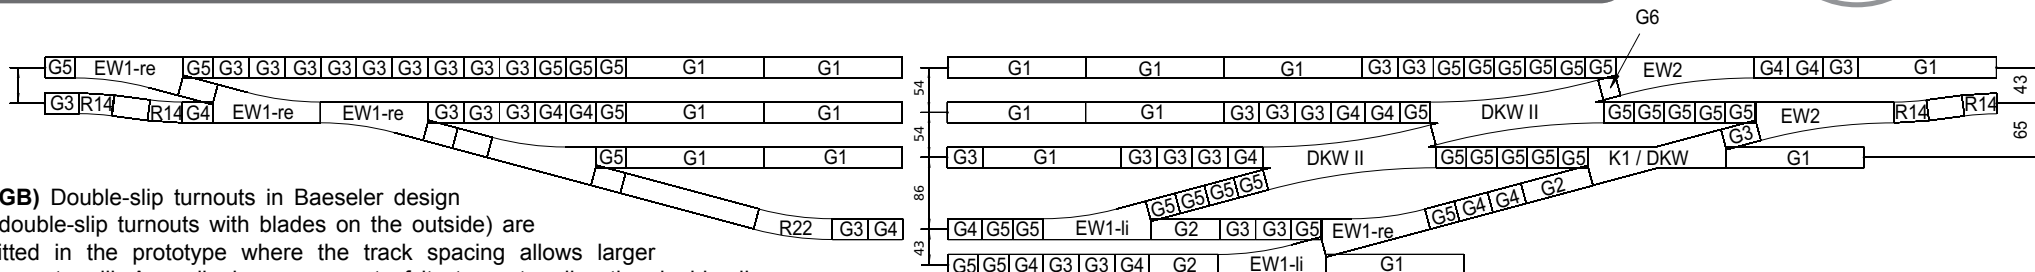 G6
G5 EW1-re G5 G3 G3 G3 G3 G3 G3 G3 G3 G3 G5 G5 G5 G1 G1
G1 G1 G1 G3 G3 G5 G5 G5 G5 G5 G5 EW2 G4 G4 G3 G1
54 43
G3 R14 R14 G4 EW1-re EW1-re G3 G3 G3 G4 G4 G5 G1 G1
G1 G1 G3 G3 G3 G4 G4 G5 DKW II G5 G5 G5 G5 G5 EW2 R14 R14
54 G3 65
G5 G1 G1
G3 G1 G3 G3 G3 G4 DKW II G5 G5 G5 G5 G5 K1 / DKW G1
86 G5 G5 G5 G5 G5 G4 G4 G2
R22 G3 G4
G4 G5 G5 EW1-li G2 G3 G3 G5 EW1-re
43
G5 G5 G4 G3 G3 G4 G2 EW1-li G1
GB) Double-slip turnouts in Baeseler design
double-slip turnouts with blades on the outside) are
itted in the prototype where the track spacing allows larger